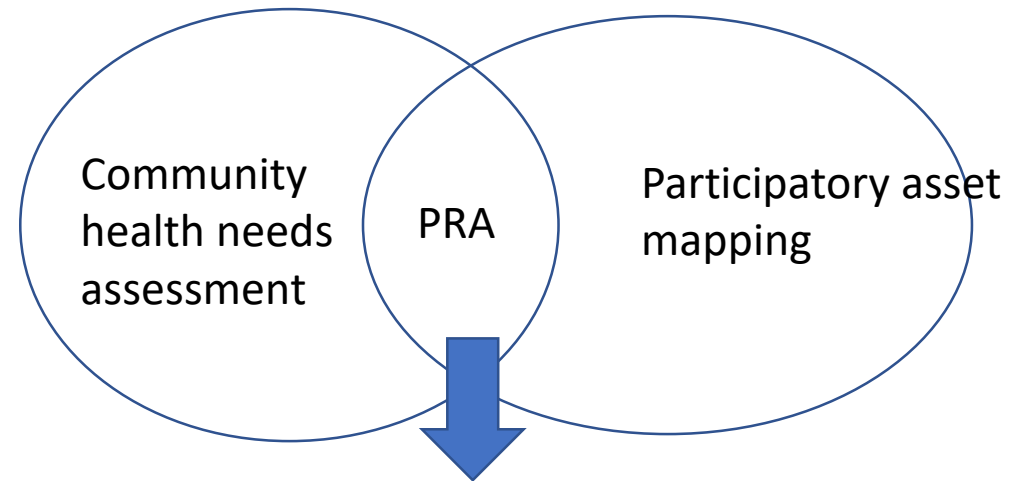 Community
health needs
assessment
PRA
Participatory asset
mapping